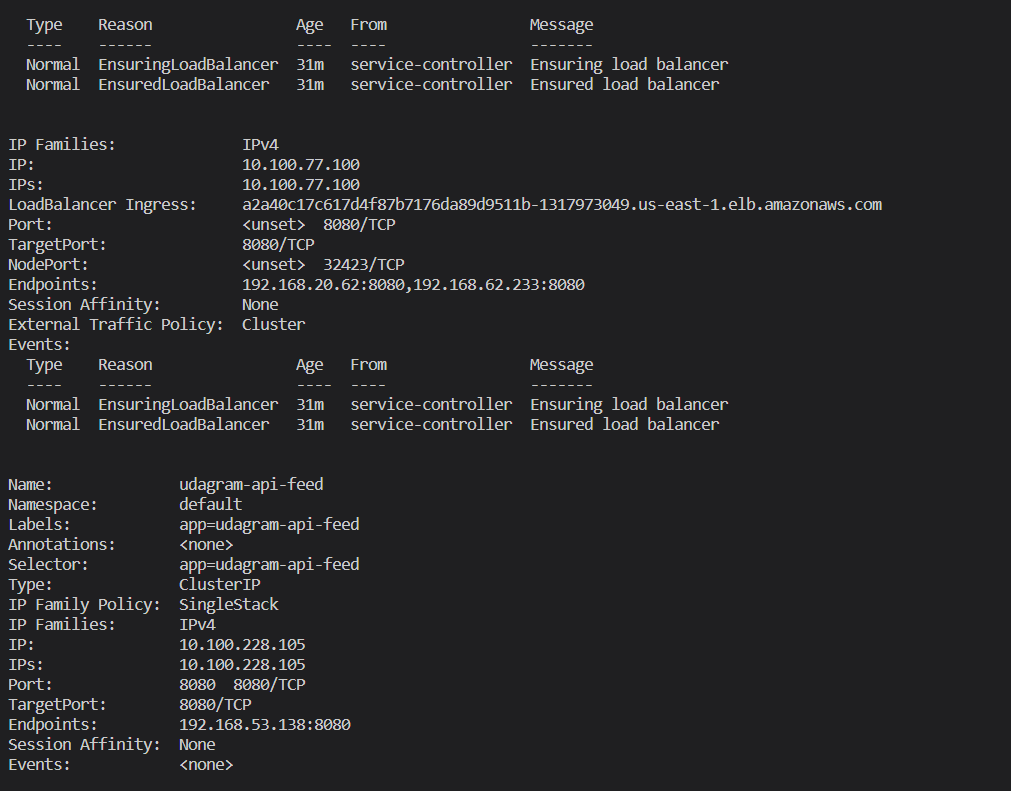 Type Reason Age From Message
---- ------ ---- ---- -------
Normal EnsuringLoadBalancer 31m service-controller Ensuring load balancer
Normal EnsuredLoadBalancer 31m service-controller Ensured load balancer
IP Families: IPv4
IP: 10.100.77.100
IPs: 10.100.77.100
LoadBalancer Ingress: a2a40c17c617d4f87b7176da89d9511b-1317973049.us-east-1.elb.amazonaws.com
Port: <unset> 8080/TCP
TargetPort: 8080/TCP
NodePort: <unset> 32423/TCP
Endpoints: 192.168.20.62:8080,192.168.62.233:8080
Session Affinity: None
External Traffic Policy: Cluster
Events:
Type Reason Age From Message
---- ------ ---- ---- -------
Normal EnsuringLoadBalancer 31m service-controller Ensuring load balancer
Normal EnsuredLoadBalancer 31m service-controller Ensured load balancer
Name: udagram-api-feed
Namespace: default
Labels: app=udagram-api-feed
Annotations: <none>
Selector: app=udagram-api-feed
Type: ClusterIP
IP Family Policy: SingleStack
IP Families: IPv4
IP: 10.100.228.105
IPs: 10.100.228.105
Port: 8080 8080/TCP
TargetPort: 8080/TCP
Endpoints: 192.168.53.138:8080
Session Affinity: None
Events: <none>